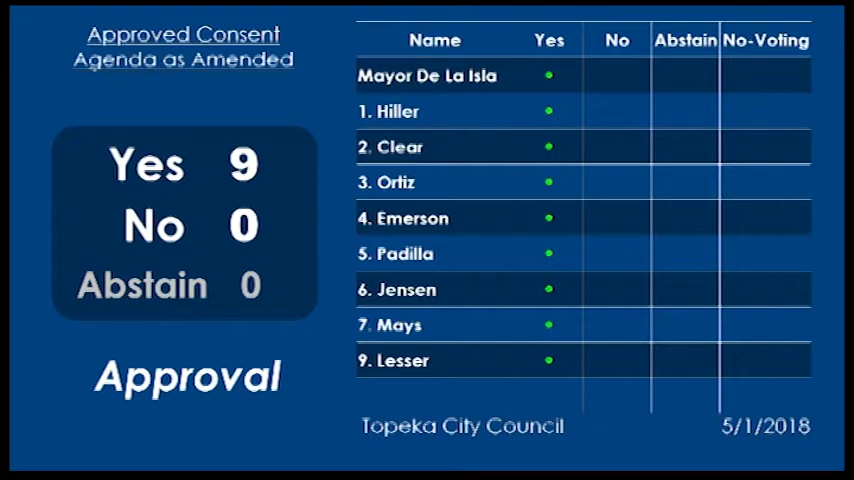 Approved Consent
Agenda as Amended
Yes 9
No 0
Abstain 0
Approval
Name Yes No Abstain No-Voting
Mayor De La Isla
1. Hiller
2. Clear
3. Ortiz
4. Emerson
5. Padilla
6. Jensen
7. Mays
9. Lesser
Topeka City Council 5/1/2018